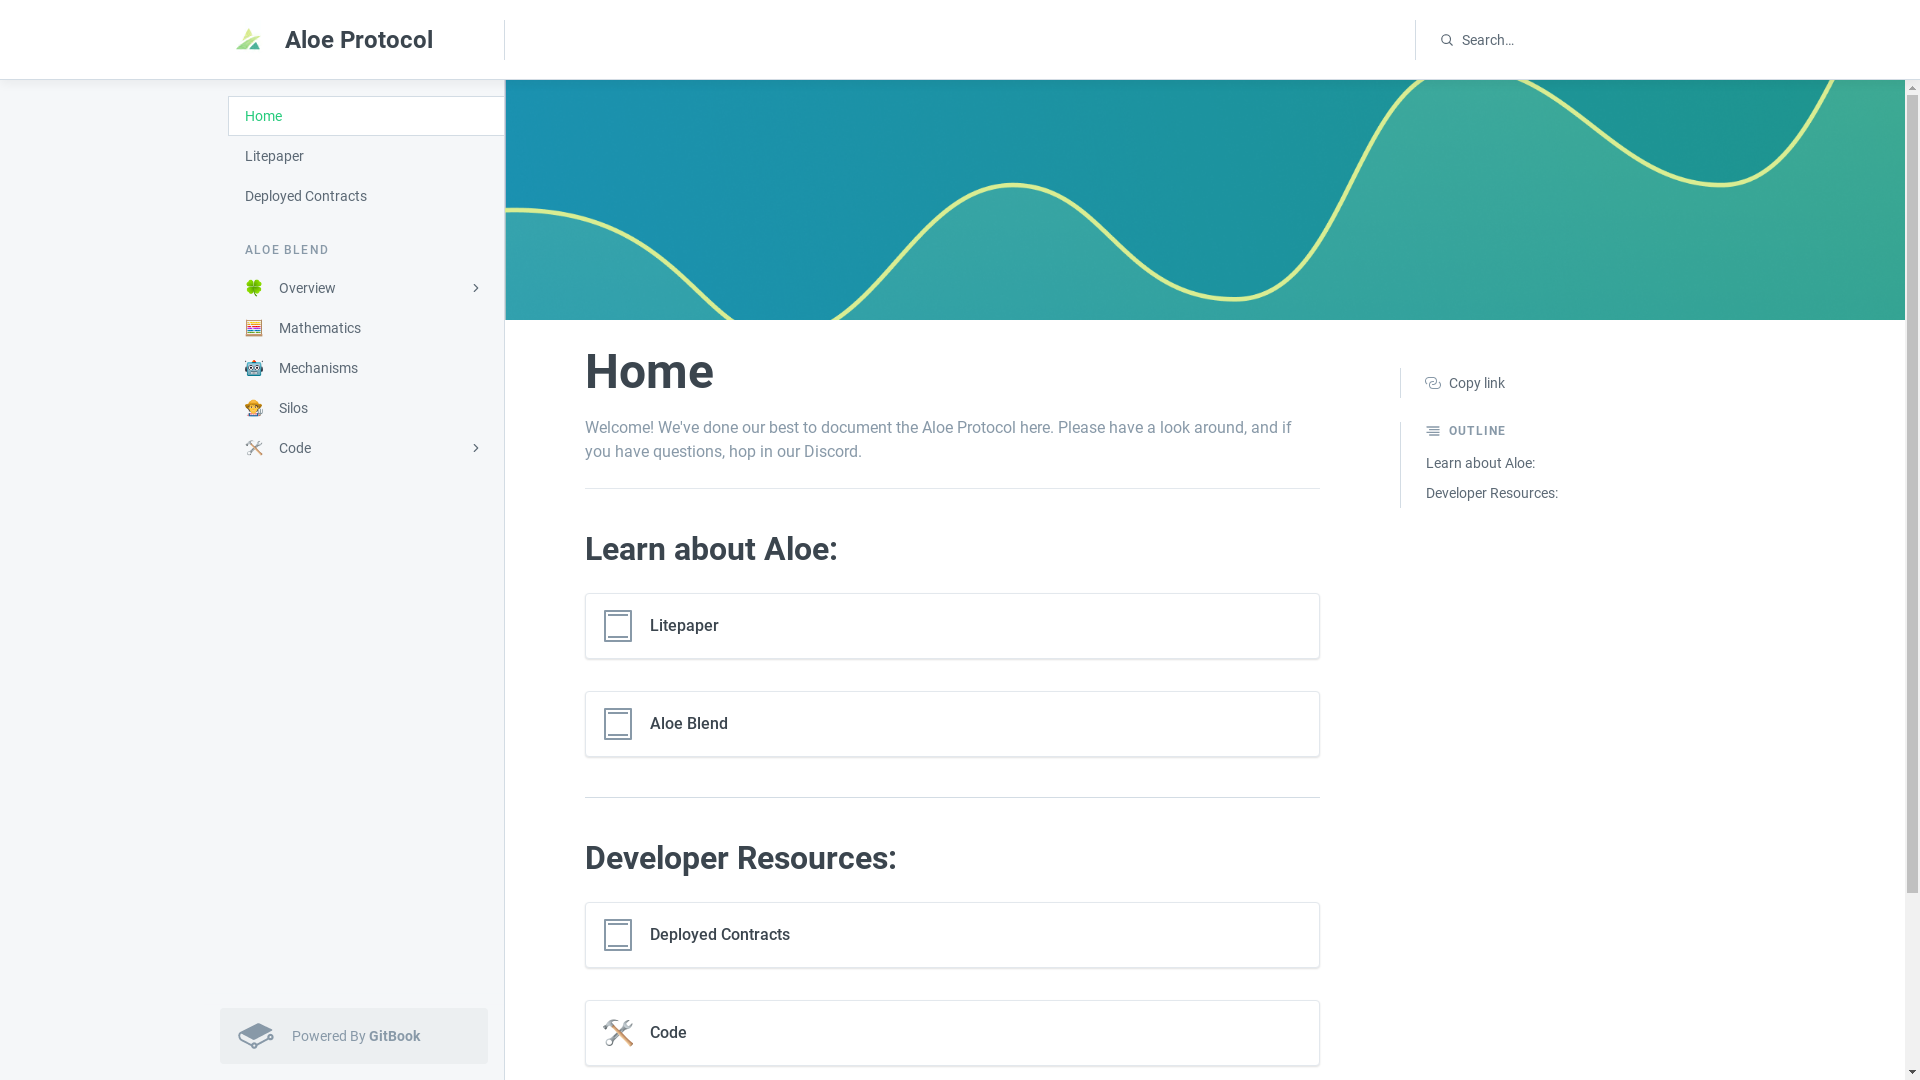 Aloe Protocol
Search…
Home
Litepaper
Deployed Contracts
ALOE BLEND
Overview
Mathematics
Mechanisms
Silos
Code
Powered By GitBook
Home
Welcome! We've done our best to document the Aloe Protocol here. Please have a look around, and if
you have questions, hop in our Discord.
Learn about Aloe:
Litepaper
Aloe Blend
Developer Resources:
Deployed Contracts
Code
Copy link
OUTLINE
Learn about Aloe:
Developer Resources: